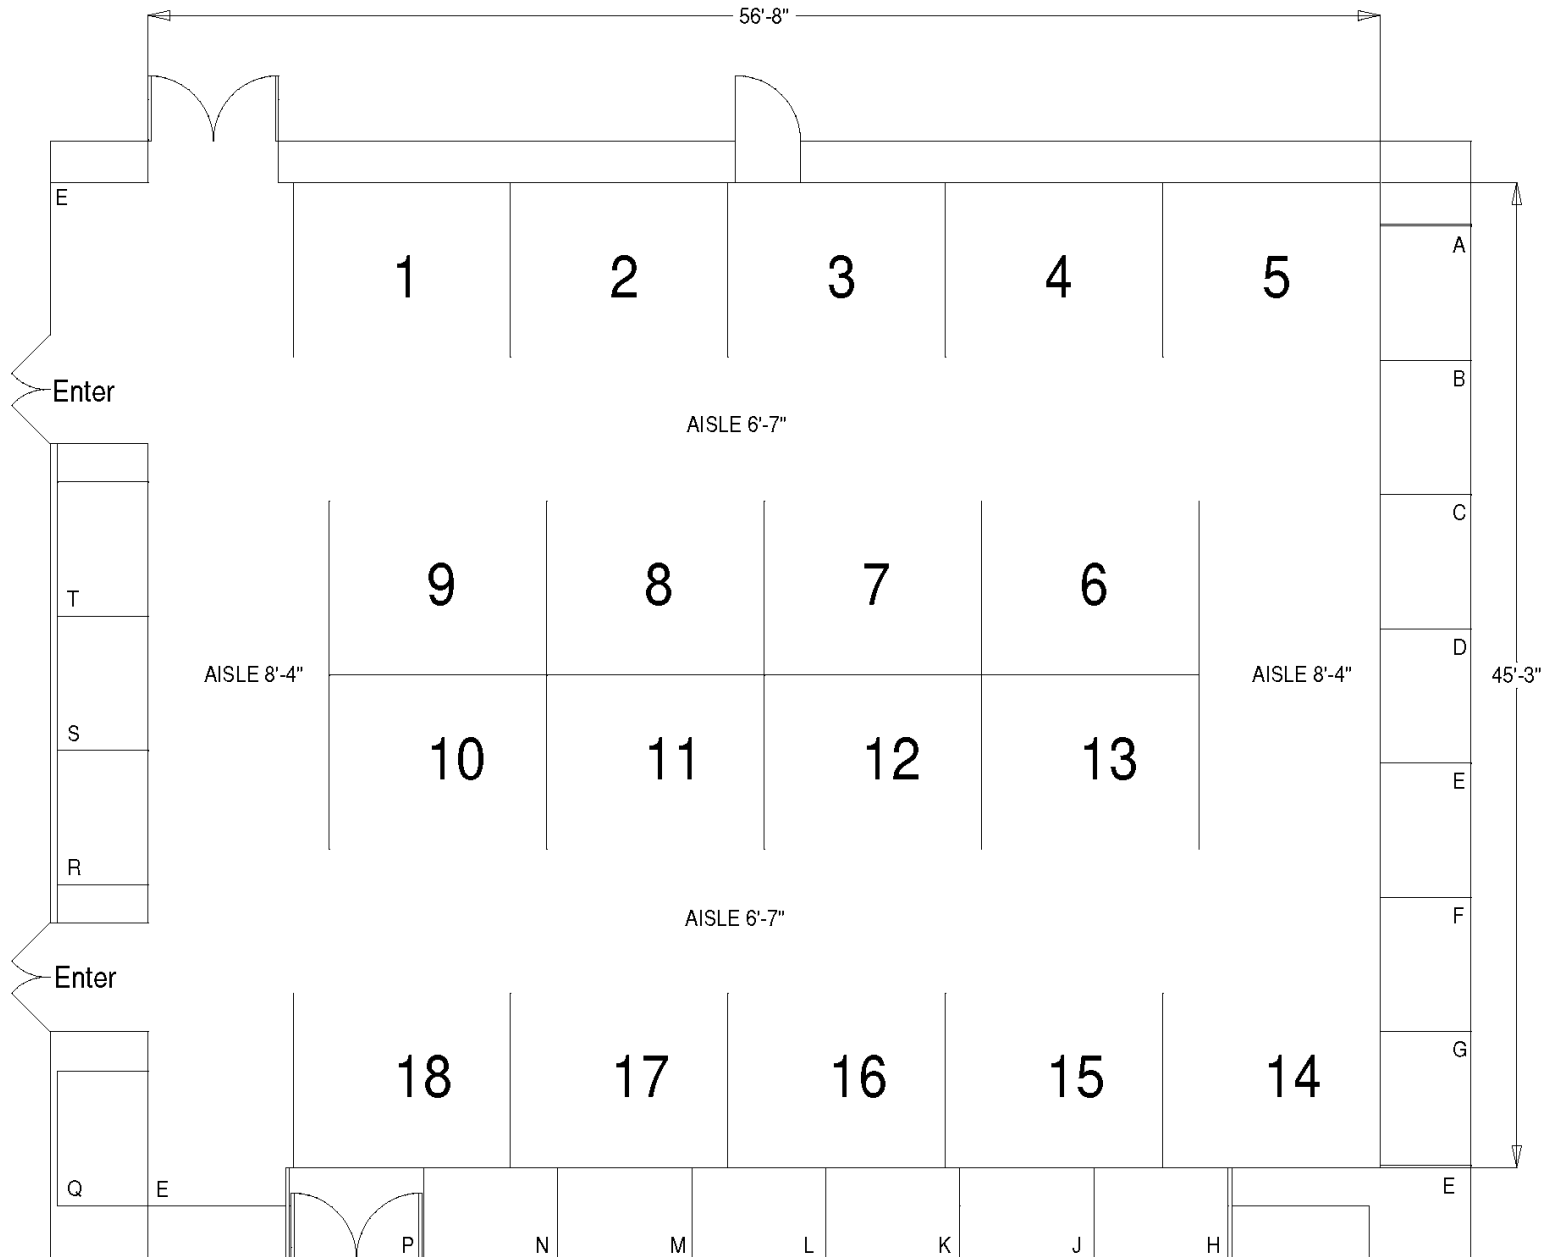 56'-8"
E
1 2 3 4 5
A
Enter
B
AISLE 6'-7"
C
9 8 7 6
T
AISLE 8'-4"
AISLE 8'-4"
D
45'-3"
S
10 11 12 13
E
R
AISLE 6'-7"
F
Enter
G
18 17 16 15 14
Q
E
E
P N M L K J H